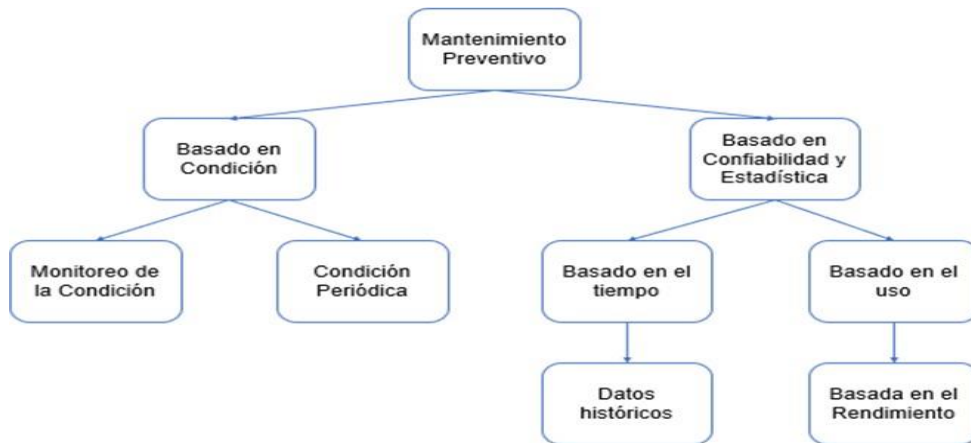 Mantenimiento
Preventivo
Basado en
Condición
Basado en
Confiabilidad y
Estadística
Monitoreo de
la Condición
Condición
Periódica
Basado en el
tiempo
Basado en el
uso
Datos
históricos
Basada en el
Rendimiento